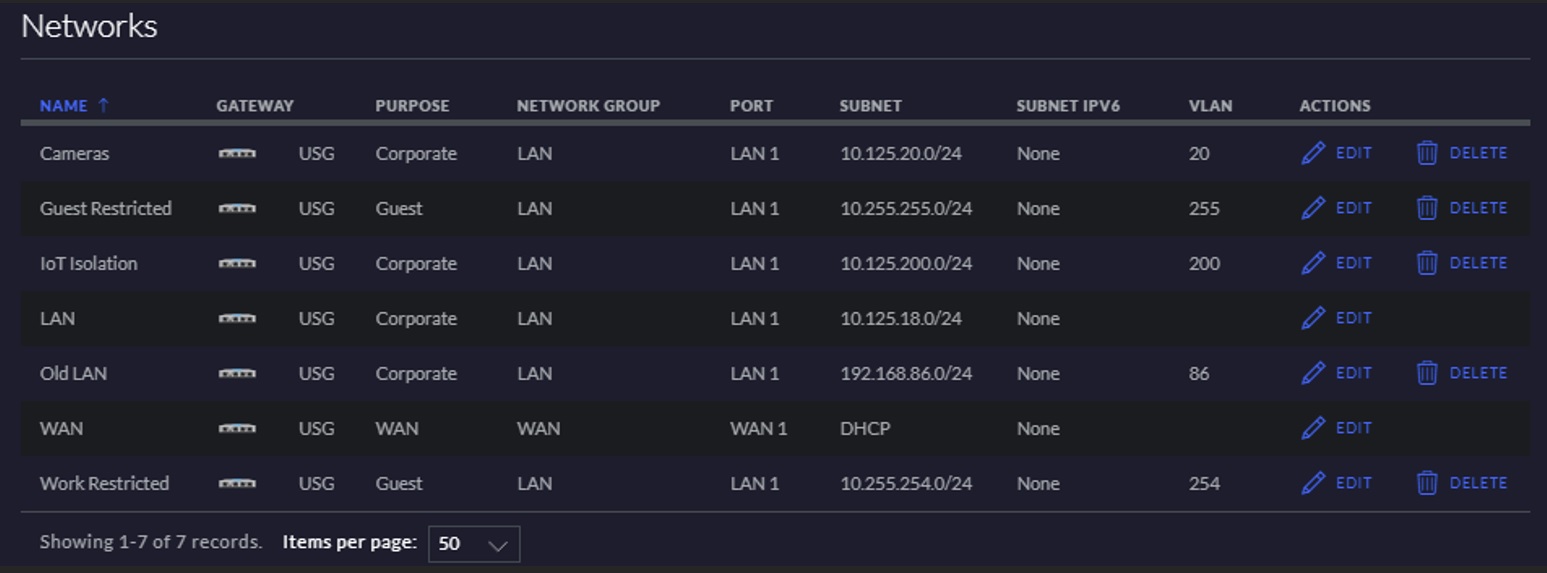 Networks
NAME ↑ GATEWAY PURPOSE NETWORK GROUP PORT SUBNET SUBNET IPV6 VLAN ACTIONS
Cameras USG Corporate LAN LAN 1 10.125.20.0/24 None 20 EDIT DELETE
Guest Restricted USG Guest LAN LAN 1 10.255.255.0/24 None 255 EDIT DELETE
IoT Isolation USG Corporate LAN LAN 1 10.125.200.0/24 None 200 EDIT DELETE
LAN USG Corporate LAN LAN 1 10.125.18.0/24 None EDIT
Old LAN USG Corporate LAN LAN 1 192.168.86.0/24 None 86 EDIT DELETE
WAN USG WAN WAN WAN 1 DHCP None EDIT
Work Restricted USG Guest LAN LAN 1 10.255.254.0/24 None 254 EDIT DELETE
Showing 1-7 of 7 records. Items per page: 50